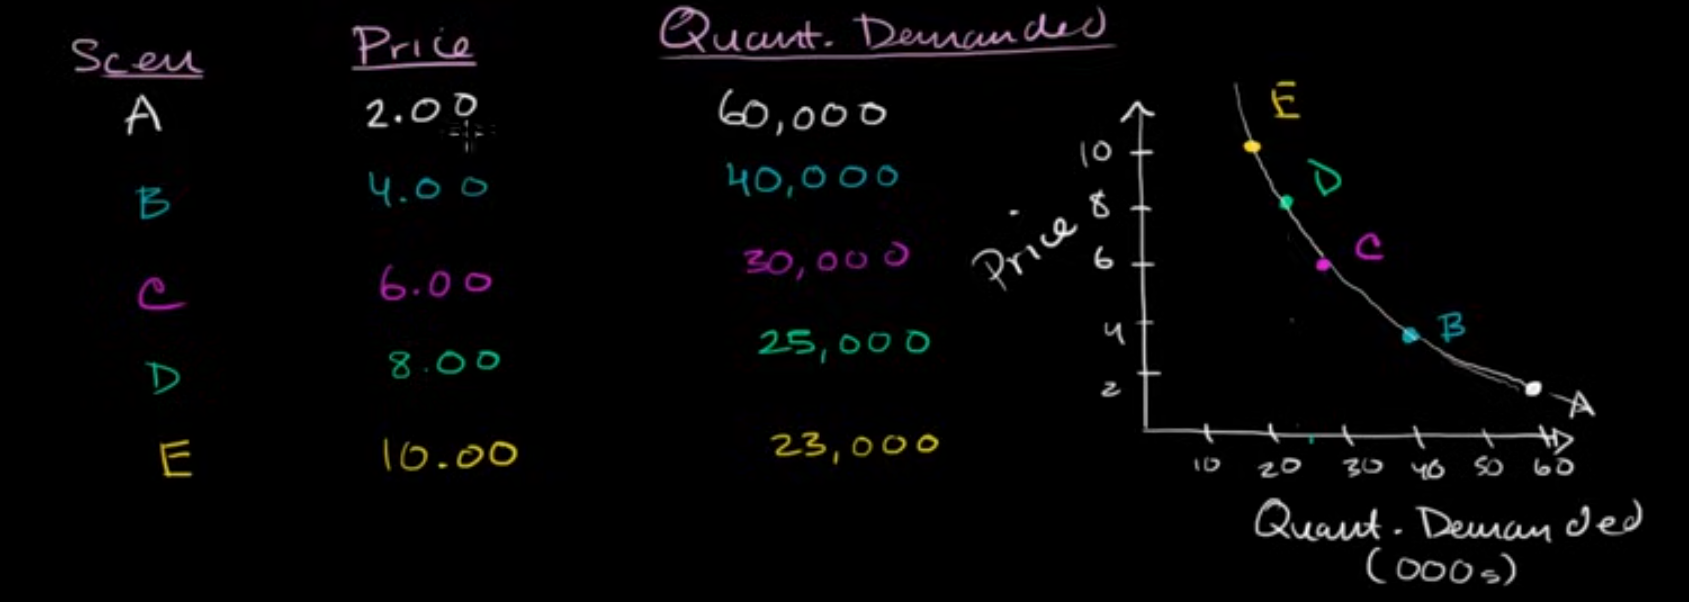 Scen Price Quant. Demanded
A 2.00 60,000
B 4.00 40,000
C 6.00 30,000
D 8.00 25,000
E 10.00 23,000
E
10
D
8
Price
C
6
B
4
2
A
10 20 30 40 50 60
Quant. Demanded
(000s)